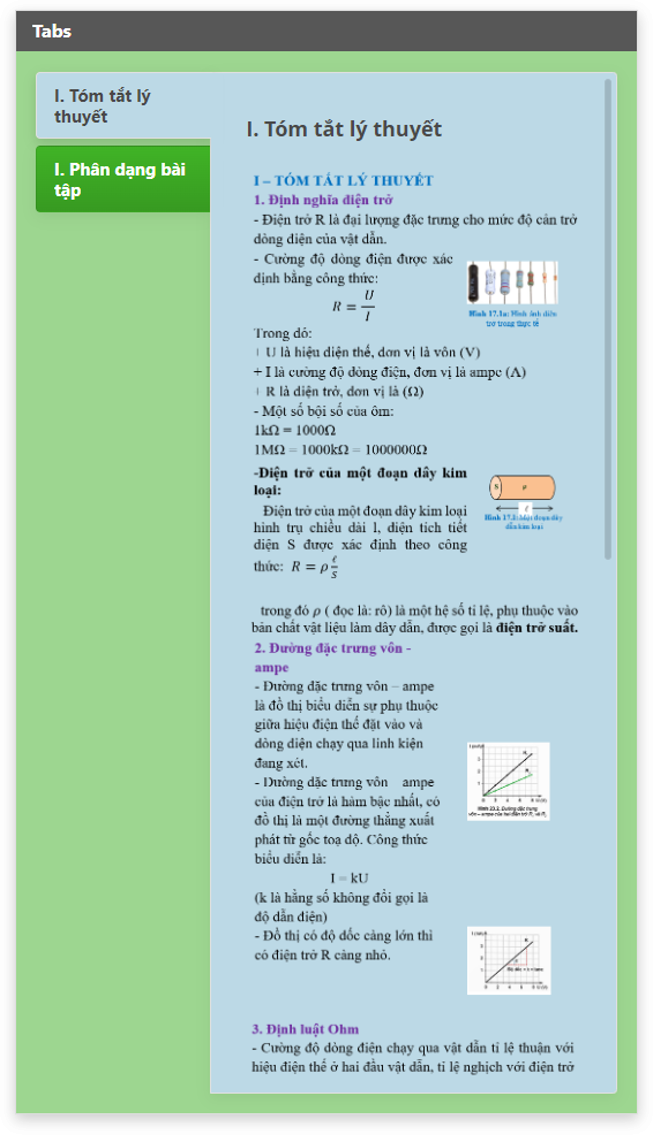 Tabs
I. Tóm tắt lý
thuyết
I. Phân dạng bài
tập
I. Tóm tắt lý thuyết
I – TÓM TẮT LÝ THUYẾT
1. Định nghĩa điện trở
- Điện trở R là đại lượng đặc trưng cho mức độ cản trở
dòng điện của vật dẫn.
- Cường độ dòng điện được xác
định bằng công thức:
R = U/I
Hình 17.1a: Hình ảnh điện
trở trong thực tế
Trong đó:
+ U là hiệu điện thế, đơn vị là vôn (V)
+ I là cường độ dòng điện, đơn vị là ampe (A)
+ R là điện trở, đơn vị là (Ω)
- Một số bội số của ôm:
1kΩ = 1000Ω
1MΩ = 1000kΩ = 1000000Ω
-Điện trở của một đoạn dây kim
loại:
Điện trở của một đoạn dây kim loại
hình trụ chiều dài l, diện tích tiết
diện S được xác định theo công
thức: R = ρ ℓ/S
S ρ
ℓ
Một đoạn dây
dẫn kim loại
trong đó ρ ( đọc là: rô) là một hệ số tỉ lệ, phụ thuộc vào
bản chất vật liệu làm dây dẫn, được gọi là điện trở suất.
2. Đường đặc trưng vôn -
ampe
- Đường đặc trưng vôn – ampe
là đồ thị biểu diễn sự phụ thuộc
giữa hiệu điện thế đặt vào và
dòng điện chạy qua linh kiện
đang xét.
- Đường đặc trưng vôn ampe
của điện trở là hàm bậc nhất, có
đồ thị là một đường thẳng xuất
phát từ gốc toạ độ. Công thức
biểu diễn là:
I = kU
(k là hằng số không đổi gọi là
độ dẫn điện)
- Đồ thị có độ dốc càng lớn thì
có điện trở R càng nhỏ.
Hình 23.2. Đường đặc trưng
vôn – ampe của hai điện trở R₁ và R₂
3. Định luật Ohm
- Cường độ dòng điện chạy qua vật dẫn tỉ lệ thuận với
hiệu điện thế ở hai đầu vật dẫn, tỉ lệ nghịch với điện trở